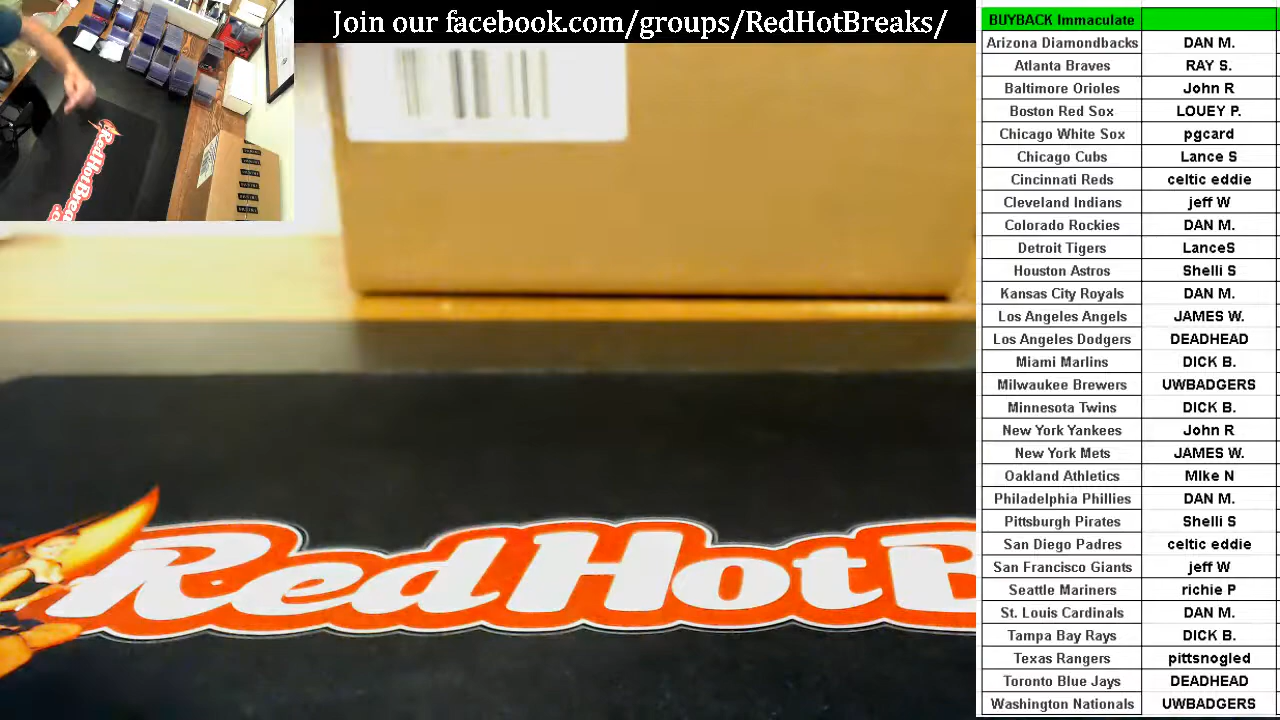 Join our facebook.com/groups/RedHotBreaks/
BUYBACK Immaculate
Arizona Diamondbacks DAN M.
Atlanta Braves RAY S.
Baltimore Orioles John R
Boston Red Sox LOUEY P.
Chicago White Sox pgcard
Chicago Cubs Lance S
Cincinnati Reds celtic eddie
Cleveland Indians jeff W
Colorado Rockies DAN M.
Detroit Tigers LanceS
Houston Astros Shelli S
Kansas City Royals DAN M.
Los Angeles Angels JAMES W.
Los Angeles Dodgers DEADHEAD
Miami Marlins DICK B.
Milwaukee Brewers UWBADGERS
Minnesota Twins DICK B.
New York Yankees John R
New York Mets JAMES W.
Oakland Athletics MIke N
Philadelphia Phillies DAN M.
Pittsburgh Pirates Shelli S
San Diego Padres celtic eddie
San Francisco Giants jeff W
Seattle Mariners richie P
St. Louis Cardinals DAN M.
Tampa Bay Rays DICK B.
Texas Rangers pittsnogled
Toronto Blue Jays DEADHEAD
Washington Nationals UWBADGERS
RedHotBrea
RedHotB